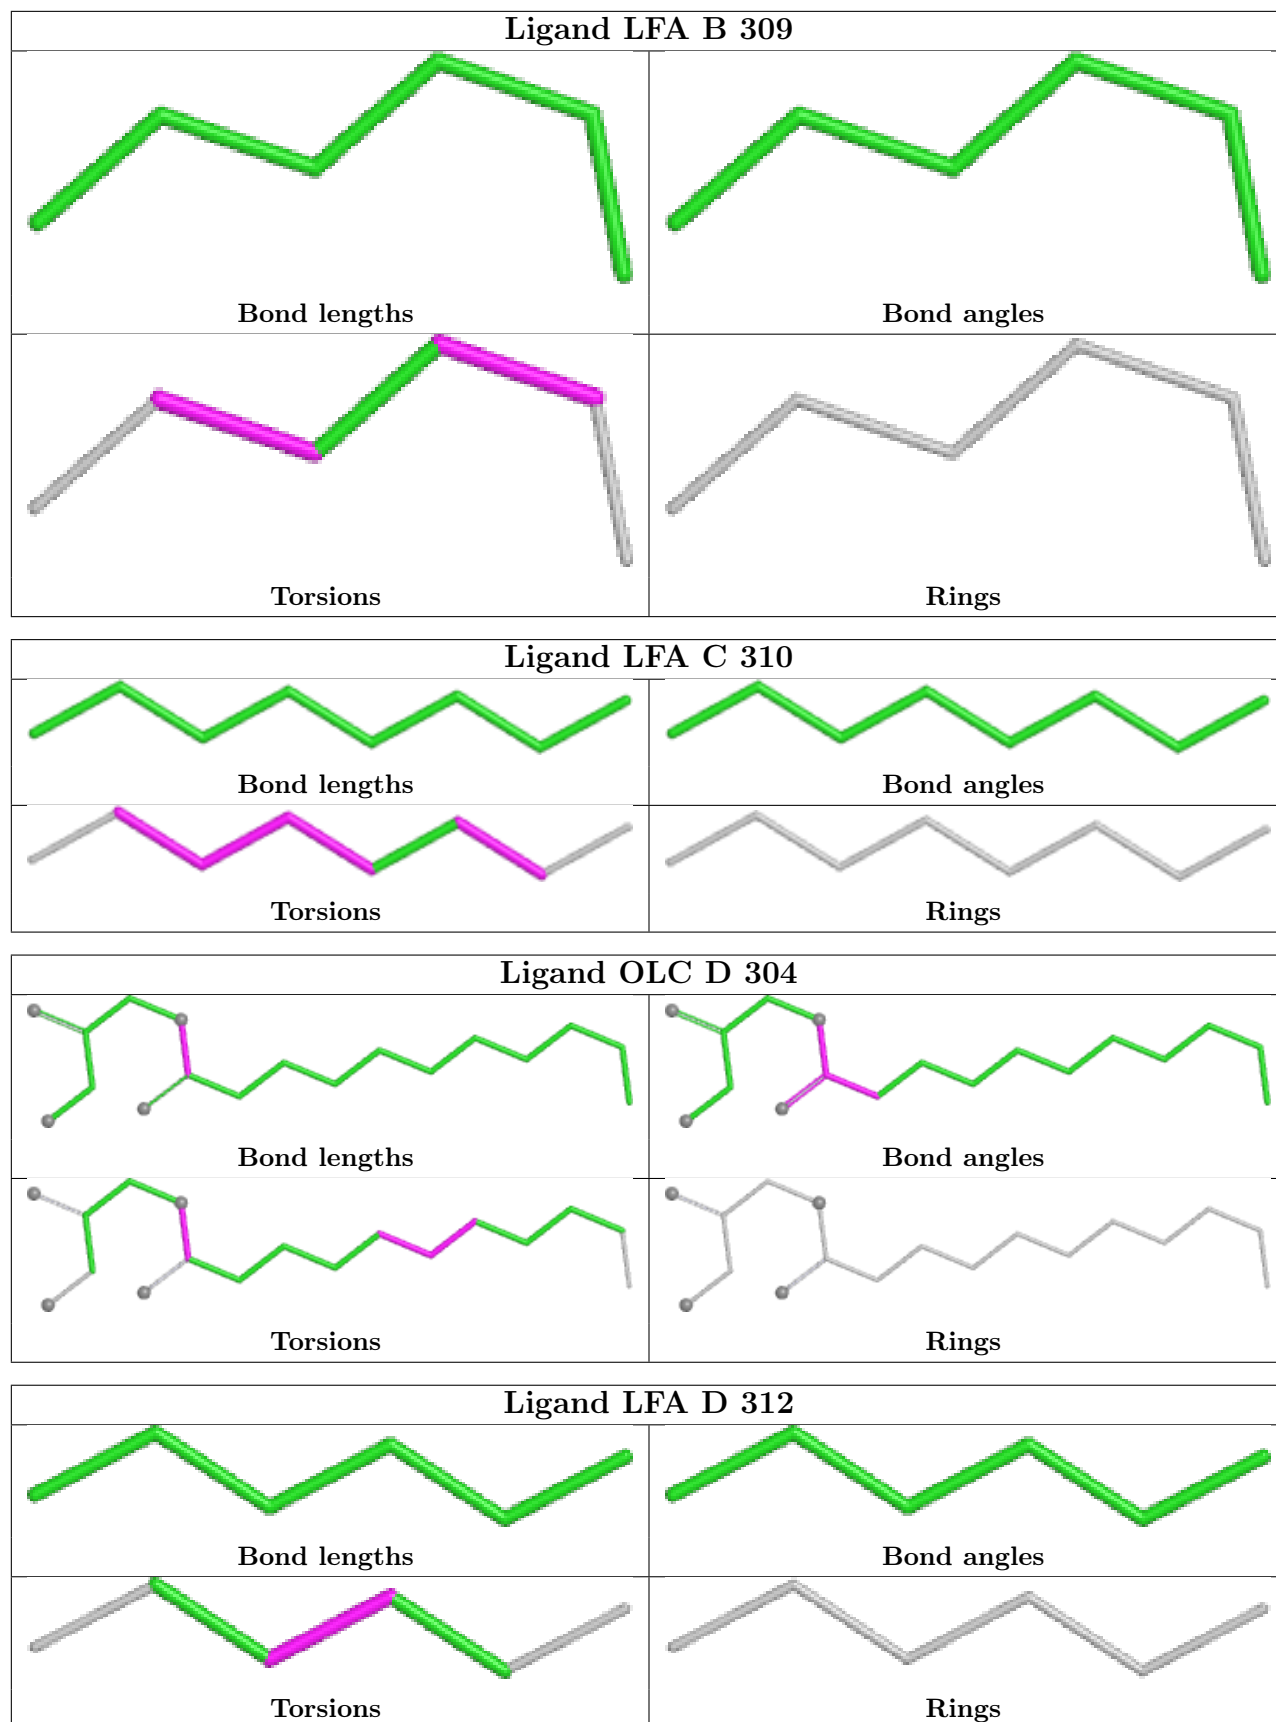 Ligand LFA B 309
Bond lengths
Bond angles
Torsions
Rings
Ligand LFA C 310
Bond lengths
Bond angles
Torsions
Rings
Ligand OLC D 304
Bond lengths
Bond angles
Torsions
Rings
Ligand LFA D 312
Bond lengths
Bond angles
Torsions
Rings